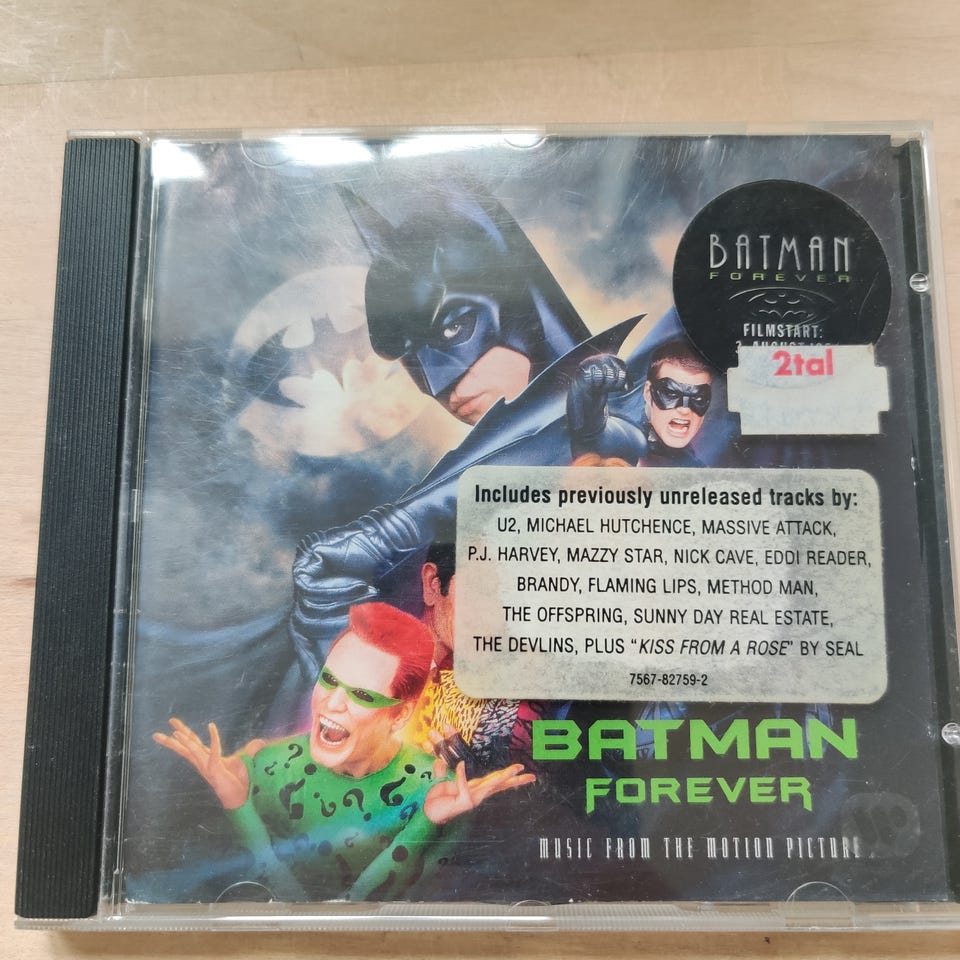 BATMAN
FOREVER
FILMSTART:
2tal
Includes previously unreleased tracks by:
U2, MICHAEL HUTCHENCE, MASSIVE ATTACK,
P.J. HARVEY, MAZZY STAR, NICK CAVE, EDDI READER,
BRANDY, FLAMING LIPS, METHOD MAN,
THE OFFSPRING, SUNNY DAY REAL ESTATE,
THE DEVLINS, PLUS "KISS FROM A ROSE" BY SEAL
7567-82759-2
BATMAN
FOREVER
MUSIC FROM THE MOTION PICTURE